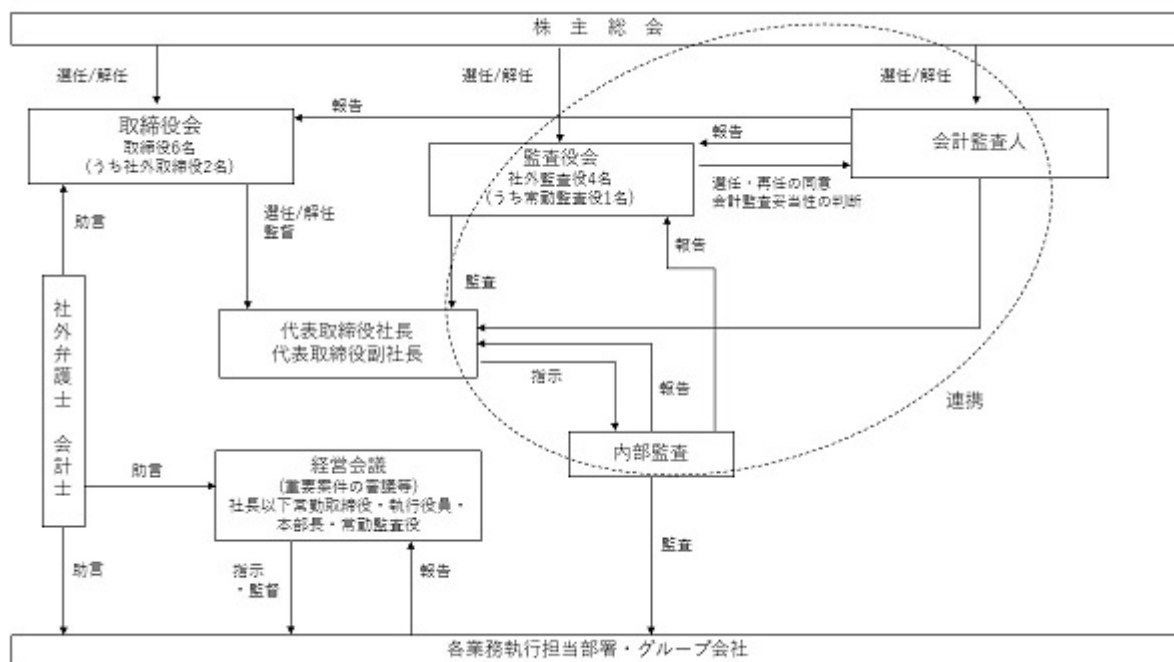 株 主 総 会
選任/解任
選任/解任
選任/解任
報告
取締役会
取締役6名
(うち社外取締役2名)
報告
会計監査人
監査役会
社外監査役4名
(うち常勤監査役1名)
選任・再任の同意
会計監査妥当性の判断
助言
選任/解任
監督
報告
監査
社外弁護士 会計士
代表取締役社長
代表取締役副社長
指示
報告
連携
内部監査
助言
経営会議
(重要案件の審議等)
社長以下常勤取締役・執行役員・
本部長・常勤監査役
監査
助言
指示
・監督
報告
各業務執行担当部署・グループ会社